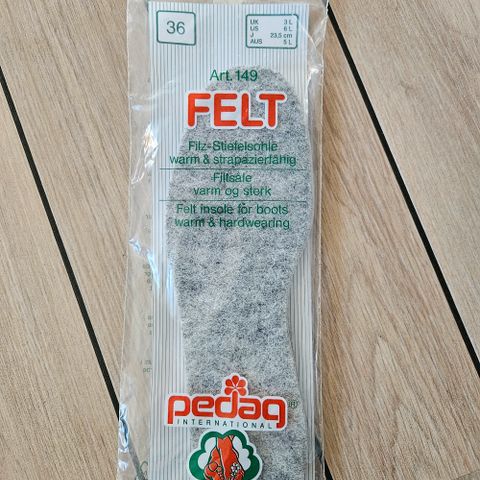 36
UK 3 L
US 6 L
J 23,5 cm
AUS 5 L
Art. 149
FELT
Filz-Stiefelsohle
warm & strapazierfähig
Filtsåle
varm og sterk
Felt insole for boots
warm & hardwearing
pedag®
INTERNATIONAL